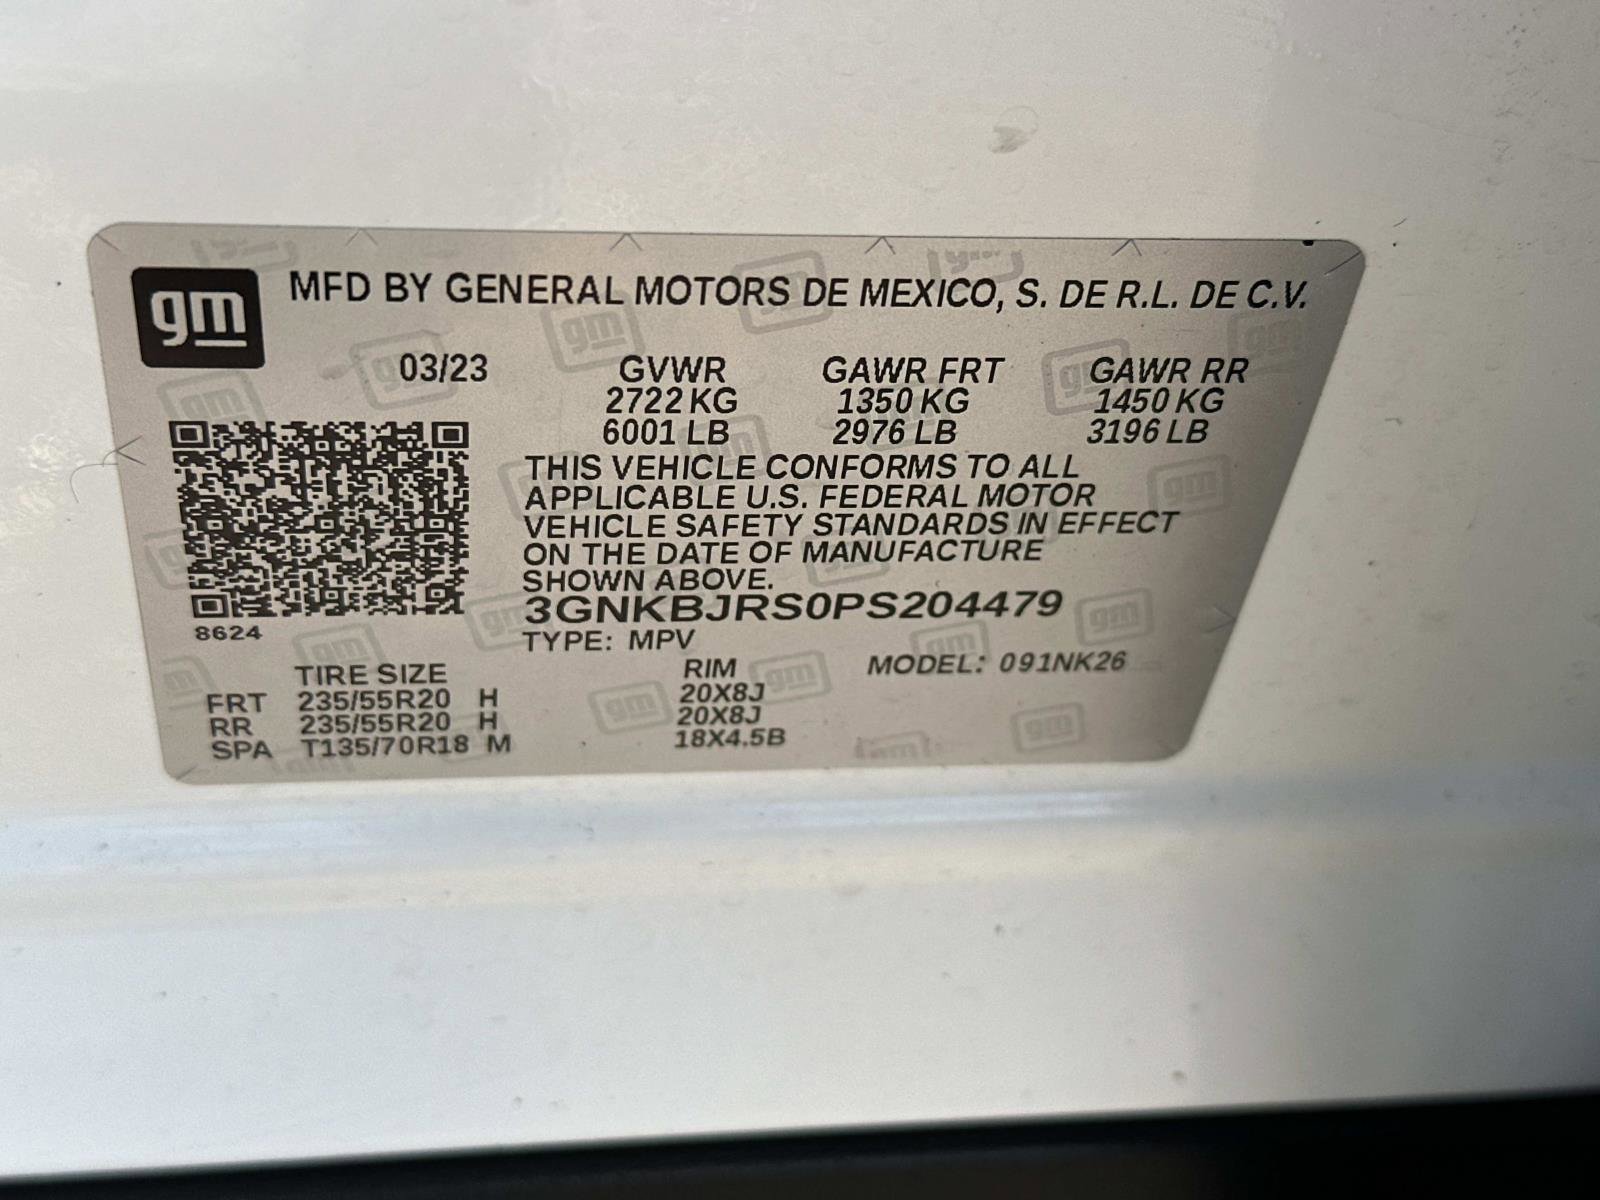 gm
MFD BY GENERAL MOTORS DE MEXICO, S. DE R.L. DE C.V.
03/23 GVWR GAWR FRT GAWR RR
2722 KG 1350 KG 1450 KG
6001 LB 2976 LB 3196 LB
THIS VEHICLE CONFORMS TO ALL
APPLICABLE U.S. FEDERAL MOTOR
VEHICLE SAFETY STANDARDS IN EFFECT
ON THE DATE OF MANUFACTURE
SHOWN ABOVE.
3GNKBJRS0PS204479
8624
TYPE: MPV
TIRE SIZE RIM MODEL: 091NK26
FRT 235/55R20 H 20X8J
RR 235/55R20 H 20X8J
SPA T135/70R18 M 18X4.5B